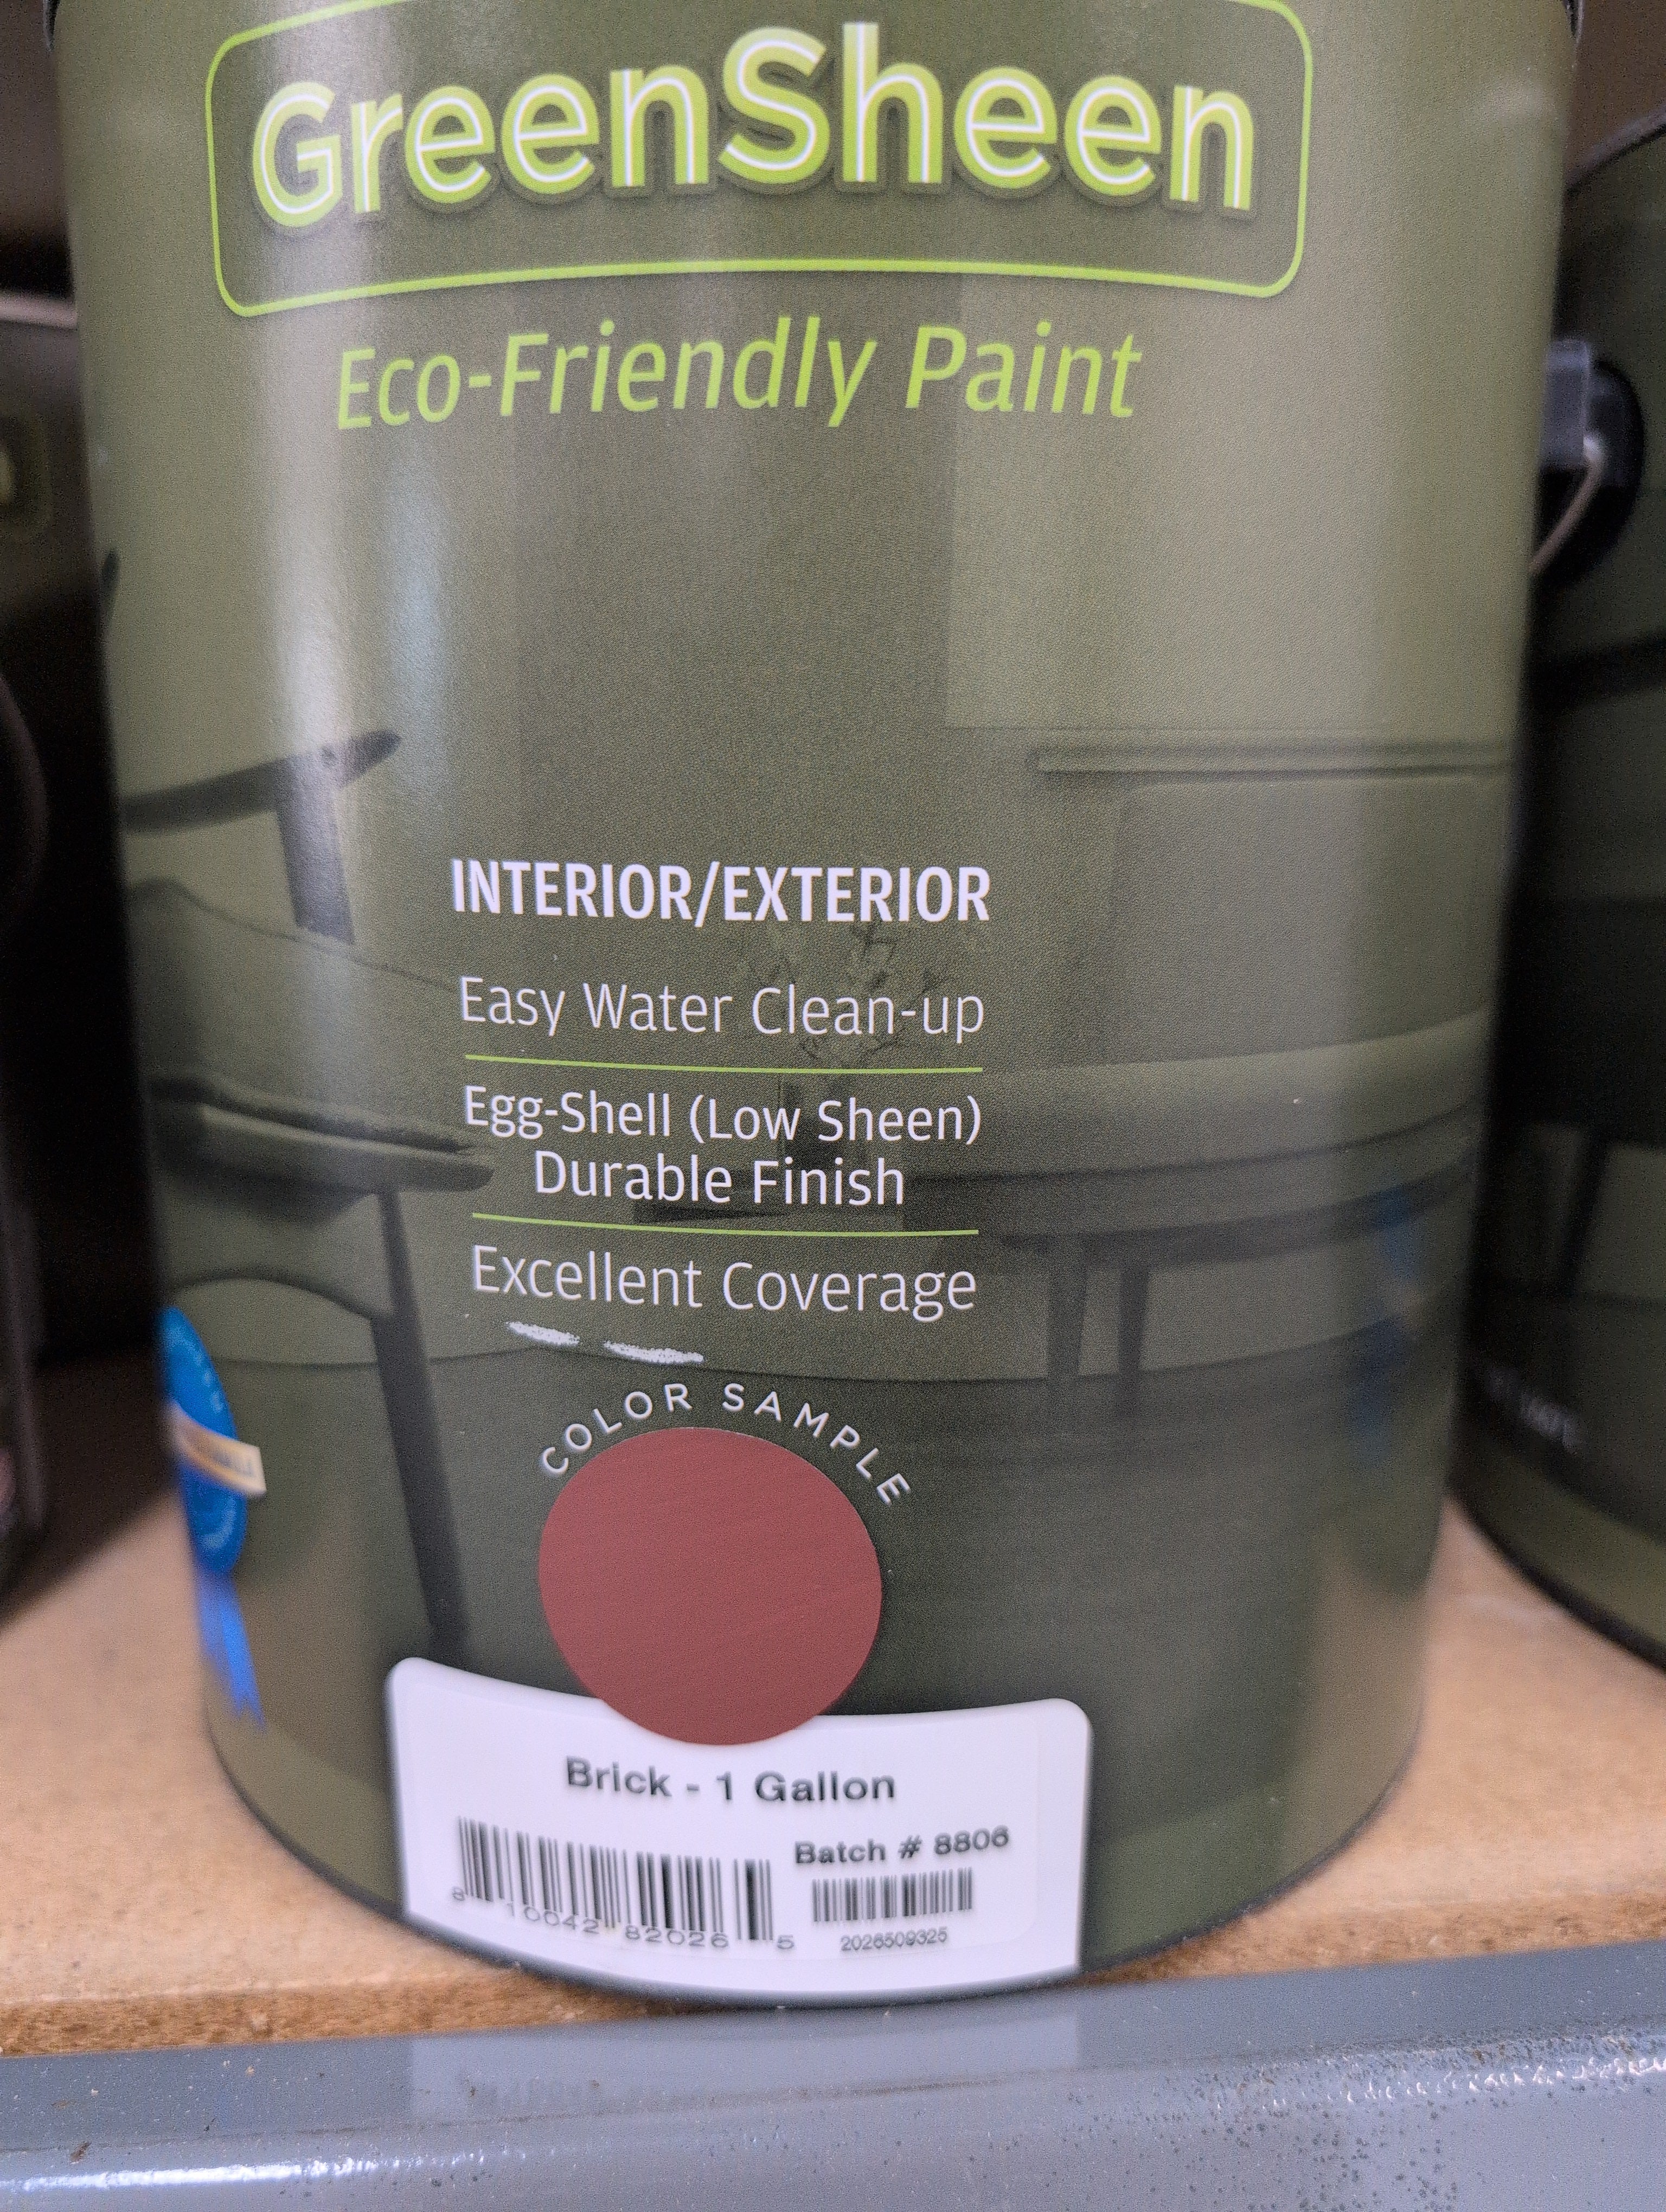 GreenSheen
Eco-Friendly Paint
INTERIOR/EXTERIOR
Easy Water Clean-up
Egg-Shell (Low Sheen)
Durable Finish
Excellent Coverage
COLOR SAMPLE
Brick - 1 Gallon
Batch # 8806
8 10042 82026 5
2026509325